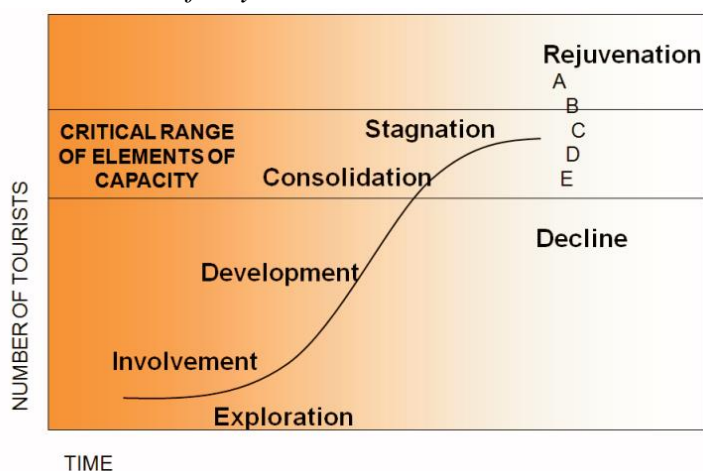 Rejuvenation
A
B
CRITICAL RANGE
OF ELEMENTS OF
CAPACITY
Stagnation
C
D
Consolidation
E
Decline
Development
Involvement
Exploration
NUMBER OF TOURISTS
TIME